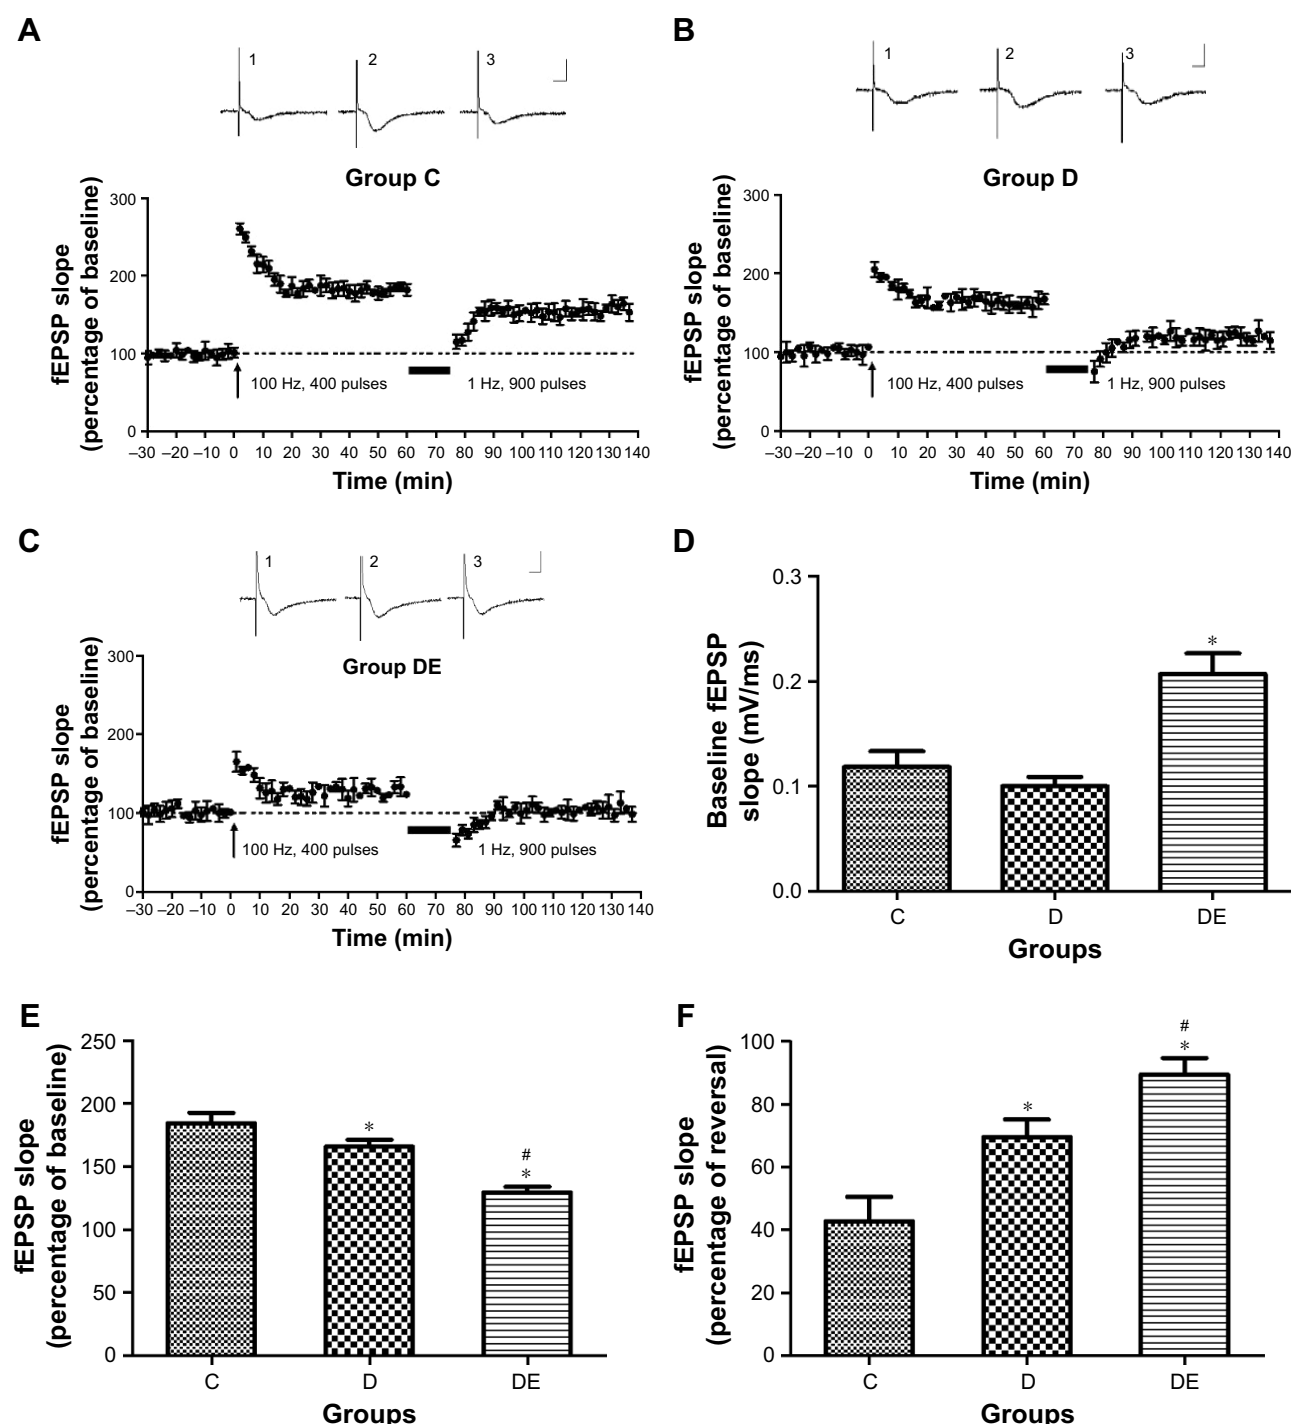 A
1 2 3
Group C
fEPSP slope
(percentage of baseline)
300
200
100
0
100 Hz, 400 pulses
1 Hz, 900 pulses
–30 –20 –10 0 10 20 30 40 50 60 70 80 90 100 110 120 130 140
Time (min)
B
1 2 3
Group D
fEPSP slope
(percentage of baseline)
300
200
100
0
100 Hz, 400 pulses
1 Hz, 900 pulses
–30 –20 –10 0 10 20 30 40 50 60 70 80 90 100 110 120 130 140
Time (min)
C
1 2 3
Group DE
fEPSP slope
(percentage of baseline)
300
200
100
0
100 Hz, 400 pulses
1 Hz, 900 pulses
–30 –20 –10 0 10 20 30 40 50 60 70 80 90 100 110 120 130 140
Time (min)
D
Baseline fEPSP
slope (mV/ms)
0.3
0.2
0.1
0.0
*
C D DE
Groups
E
fEPSP slope
(percentage of baseline)
250
200
150
100
50
0
*
#
*
C D DE
Groups
F
fEPSP slope
(percentage of reversal)
100
80
60
40
20
0
*
#
*
C D DE
Groups